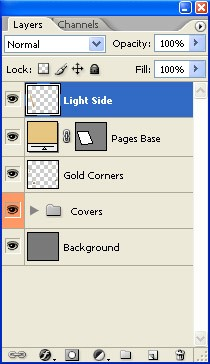 Layers Channels
Normal Opacity: 100%
Lock: Fill: 100%
Light Side
Pages Base
Gold Corners
Covers
Background